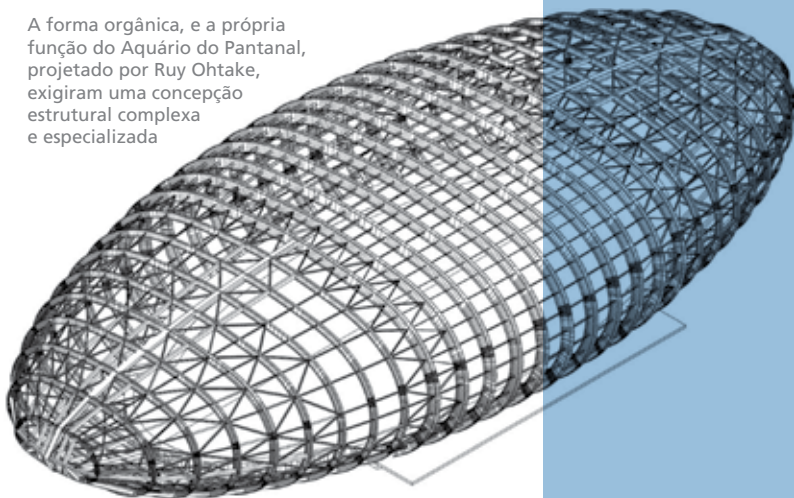 A forma orgânica, e a própria
função do Aquário do Pantanal,
projetado por Ruy Ohtake,
exigiram uma concepção
estrutural complexa
e especializada